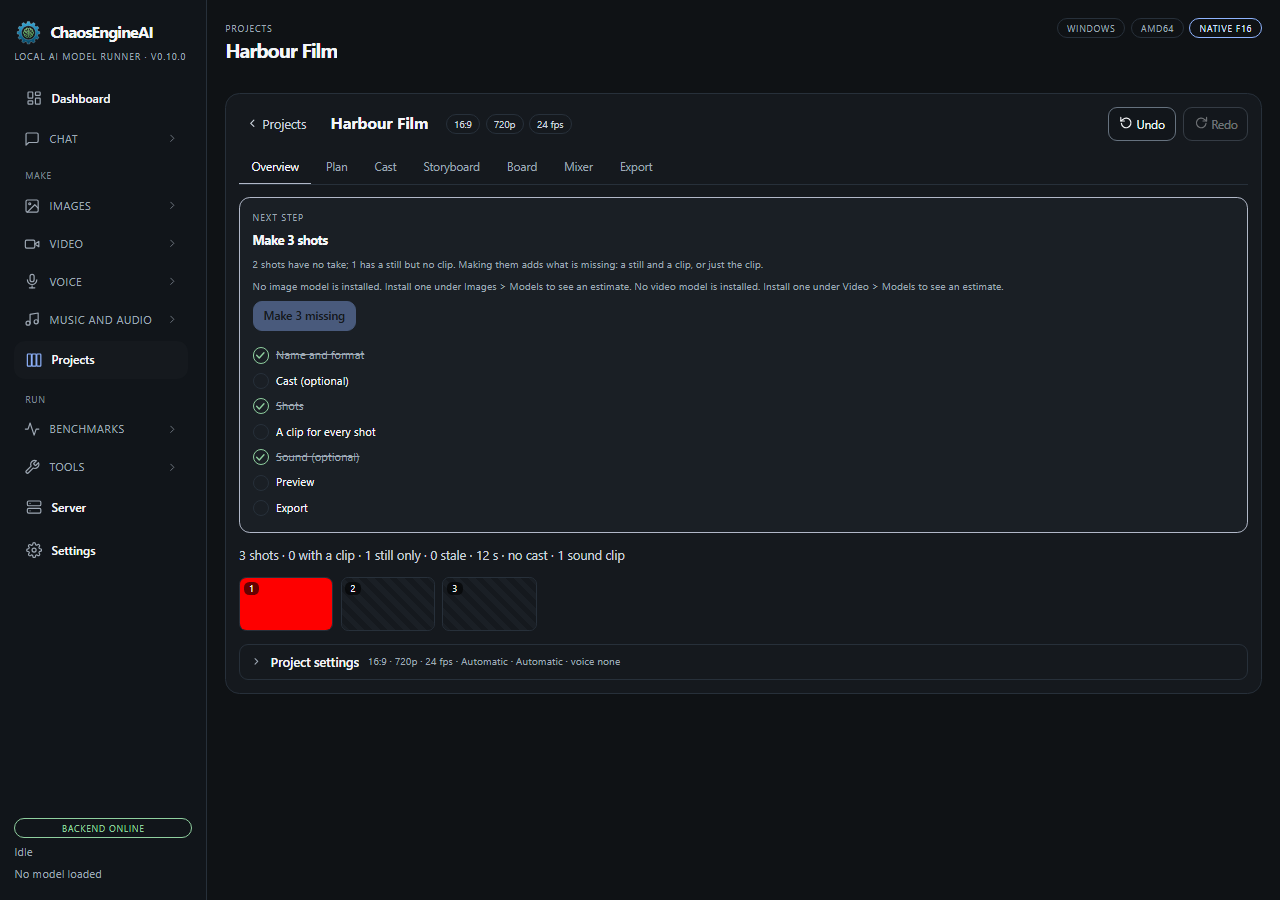 ChaosEngineAI
LOCAL AI MODEL RUNNER · V0.10.0
Dashboard
CHAT
MAKE
IMAGES
VIDEO
VOICE
MUSIC AND AUDIO
Projects
RUN
BENCHMARKS
TOOLS
Server
Settings
BACKEND ONLINE
Idle
No model loaded
PROJECTS
Harbour Film
WINDOWS
AMD64
NATIVE F16
Projects
Harbour Film
16:9
720p
24 fps
Undo
Redo
Overview
Plan
Cast
Storyboard
Board
Mixer
Export
NEXT STEP
Make 3 shots
2 shots have no take; 1 has a still but no clip. Making them adds what is missing: a still and a clip, or just the clip.
No image model is installed. Install one under Images > Models to see an estimate. No video model is installed. Install one under Video > Models to see an estimate.
Make 3 missing
Name and format
Cast (optional)
Shots
A clip for every shot
Sound (optional)
Preview
Export
3 shots · 0 with a clip · 1 still only · 0 stale · 12 s · no cast · 1 sound clip
1
2
3
Project settings 16:9 · 720p · 24 fps · Automatic · Automatic · voice none